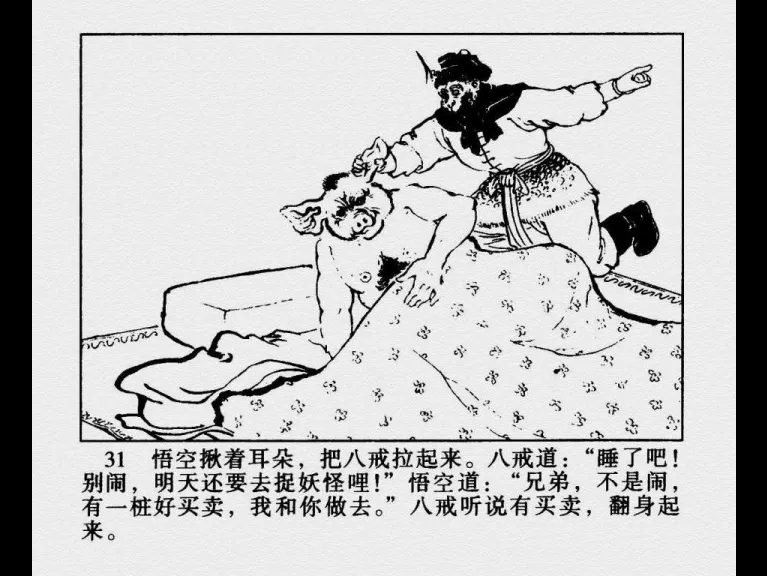 31 悟空揪着耳朵，把八戒拉起来。八戒道：“睡了吧！
别闹，明天还要去捉妖怪哩！”悟空道：“兄弟，不是闹，
有一桩好买卖，我和你做去。”八戒听说有买卖，翻身起
来。